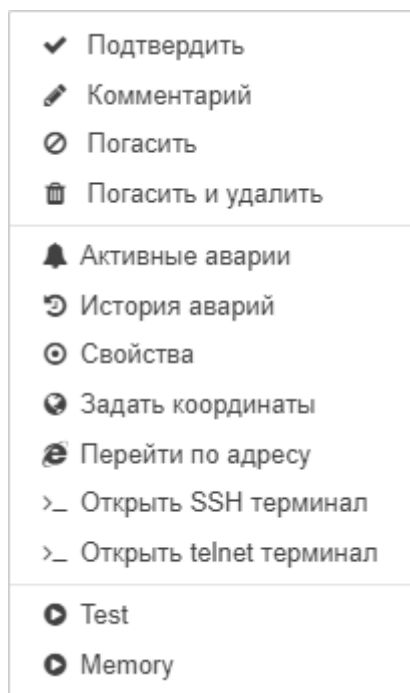 Подтвердить
Комментарий
Погасить
Погасить и удалить
Активные аварии
История аварий
Свойства
Задать координаты
Перейти по адресу
Открыть SSH терминал
Открыть telnet терминал
Test
Memory